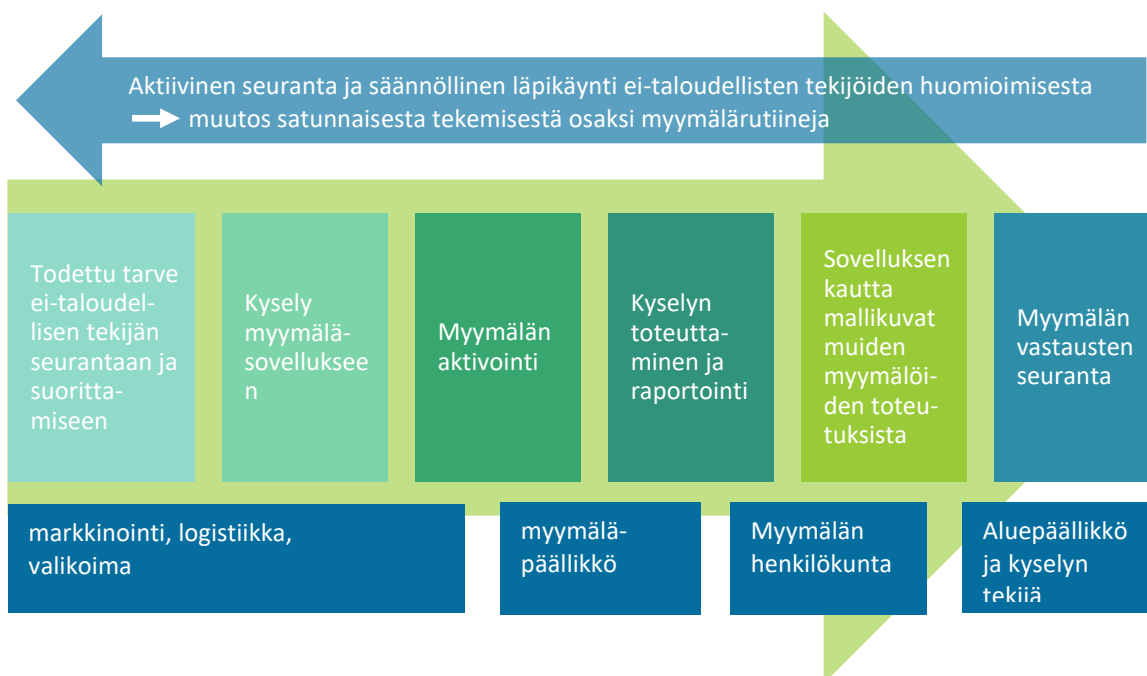 Aktiivinen seuranta ja säännöllinen läpikäynti ei-taloudellisten tekijöiden huomioimisesta
muutos satunnaisesta tekemisestä osaksi myymälärutiineja
Todettu tarve
ei-taloudel-
lisen tekijän
seurantaan ja
suoritta-
miseen
Kysely
myymälä-
sovelluksee
n
Myymälän
aktivointi
Kyselyn
toteutta-
minen ja
raportointi
Sovelluksen
kautta
mallikuvat
muiden
myymälöi-
den toteu-
tuksista
Myymälän
vastausten
seuranta
markkinointi, logistiikka,
valikoima
myymälä-
päällikkö
Myymälän
henkilökunta
Aluepäällikkö
ja kyselyn
tekijä